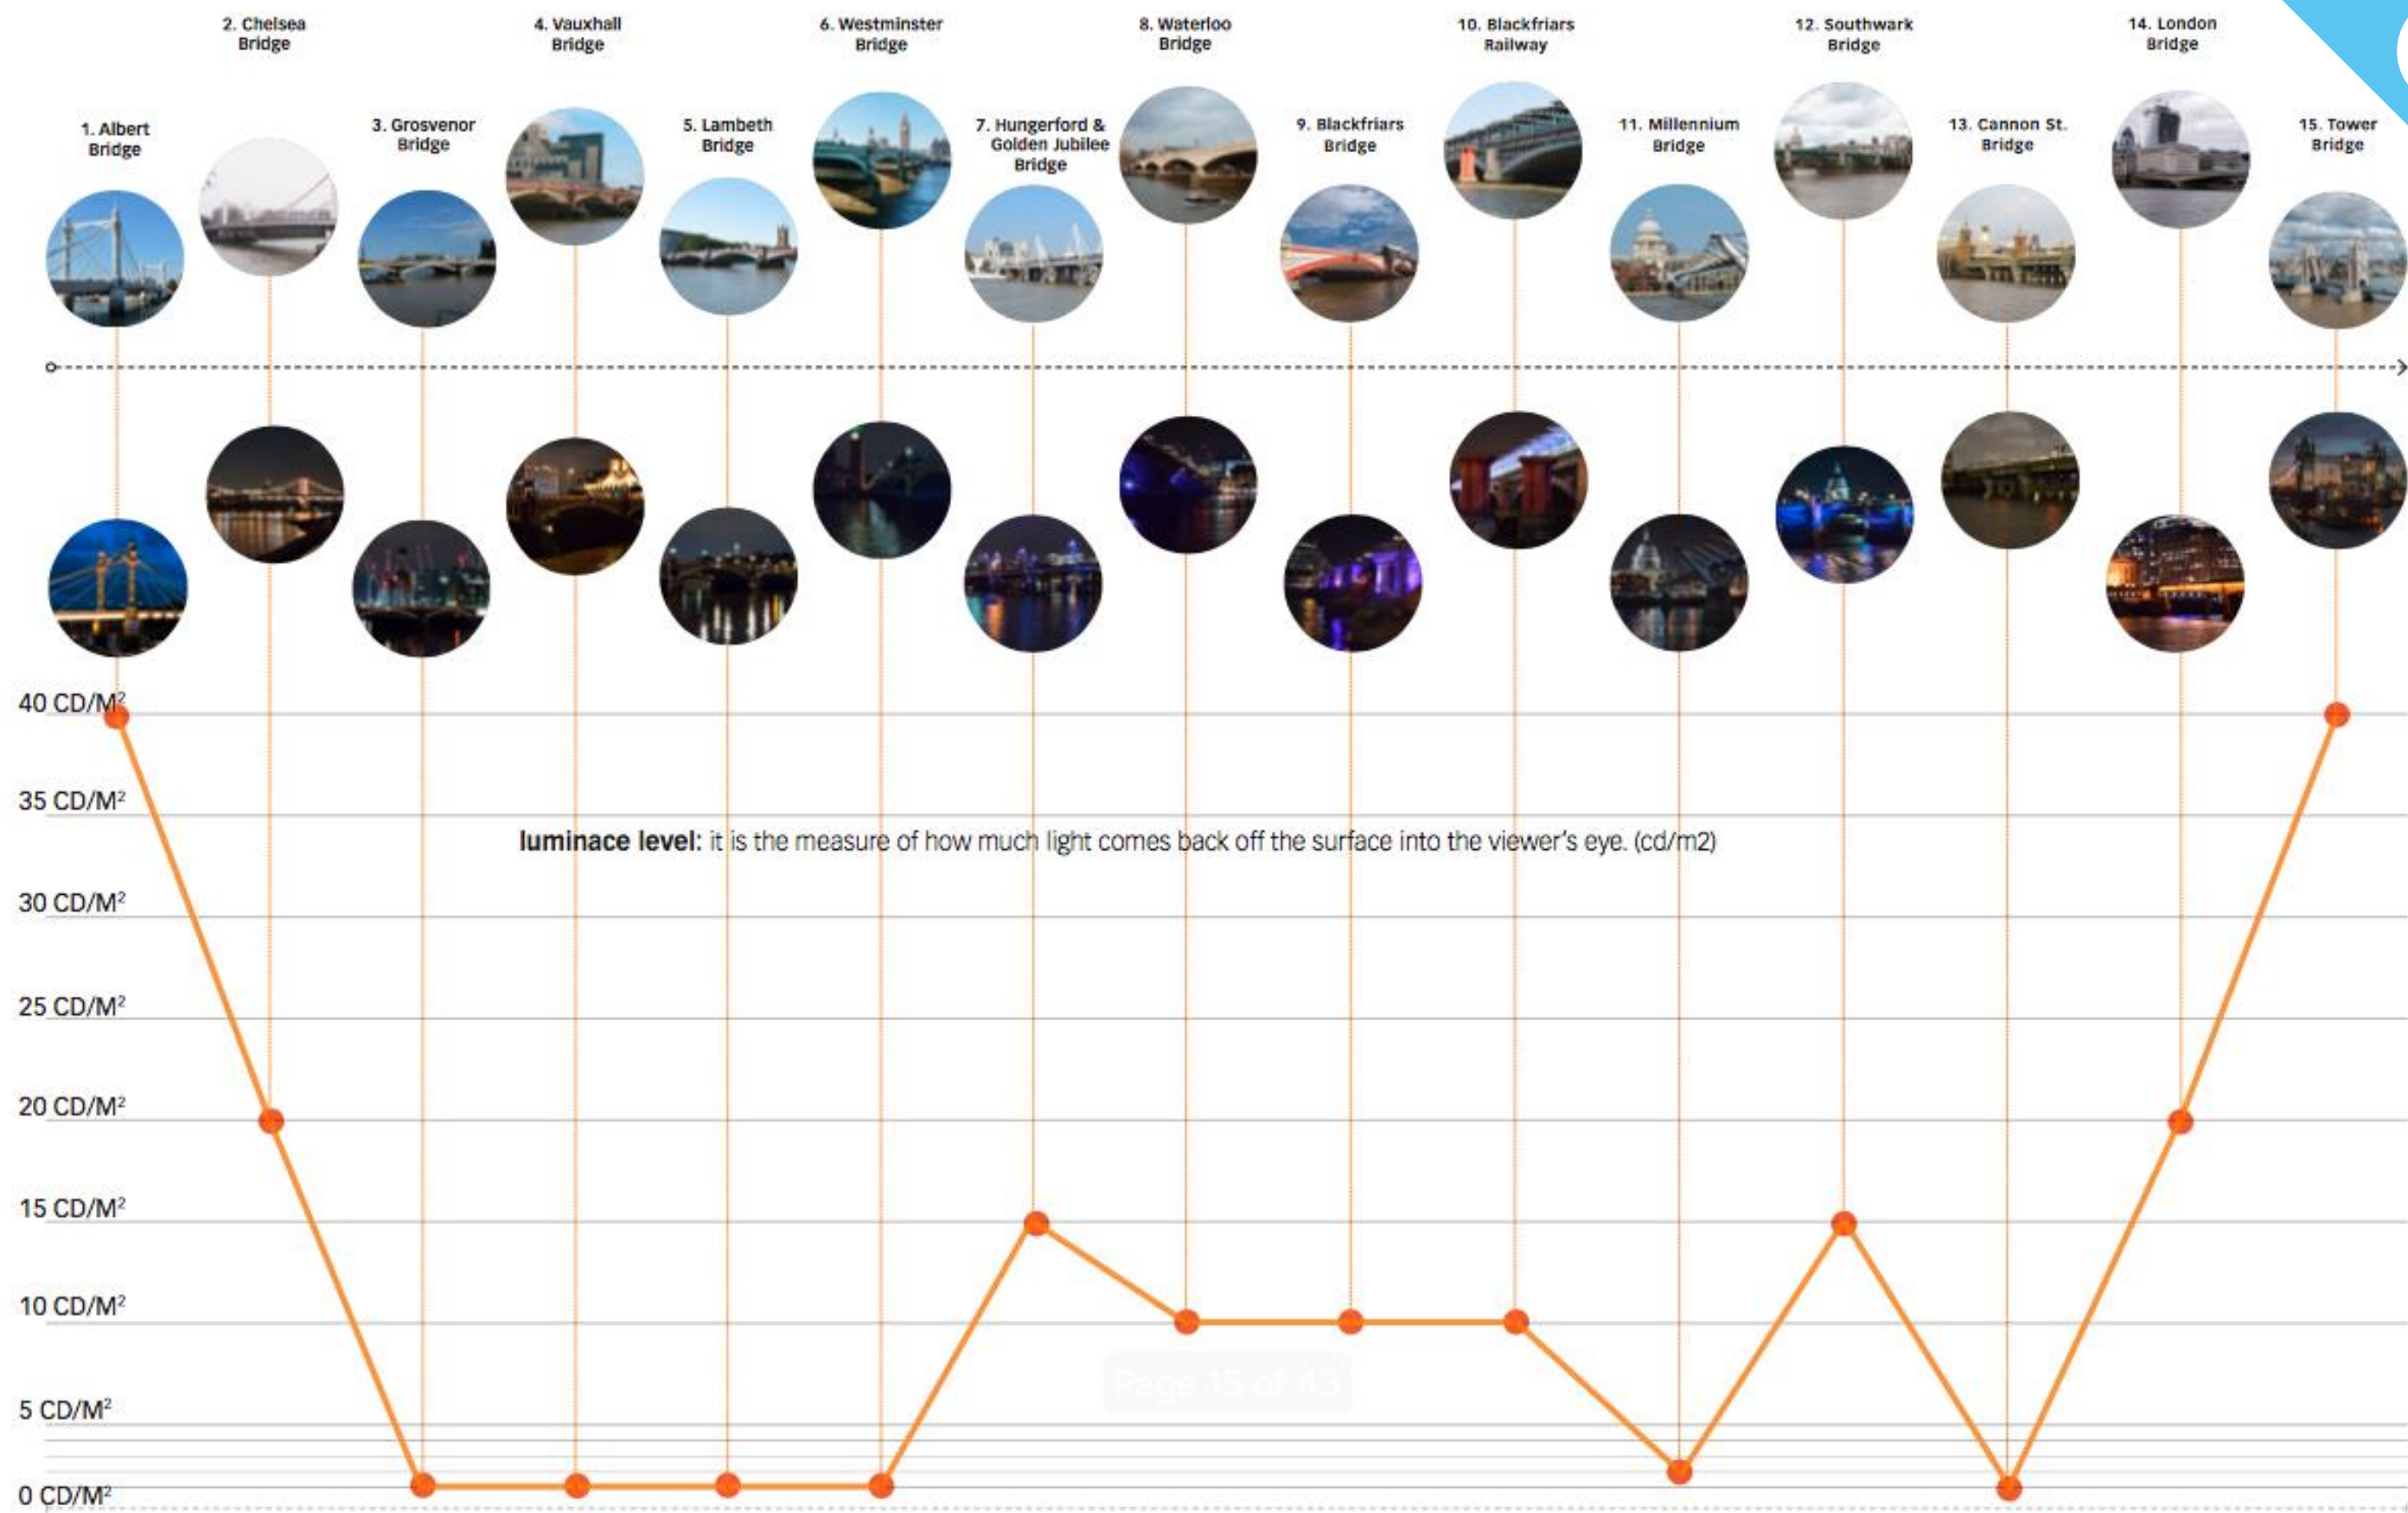 2. Chelsea
Bridge
4. Vauxhall
Bridge
6. Westminster
Bridge
8. Waterloo
Bridge
10. Blackfriars
Railway
12. Southwark
Bridge
14. London
Bridge
1. Albert
Bridge
3. Grosvenor
Bridge
5. Lambeth
Bridge
7. Hungerford &
Golden Jubilee
Bridge
9. Blackfriars
Bridge
11. Millennium
Bridge
13. Cannon St.
Bridge
15. Tower
Bridge
40 CD/M²
35 CD/M²
luminace level: it is the measure of how much light comes back off the surface into the viewer's eye. (cd/m2)
30 CD/M²
25 CD/M²
20 CD/M²
15 CD/M²
10 CD/M²
Page 15 of 43
5 CD/M²
0 CD/M²